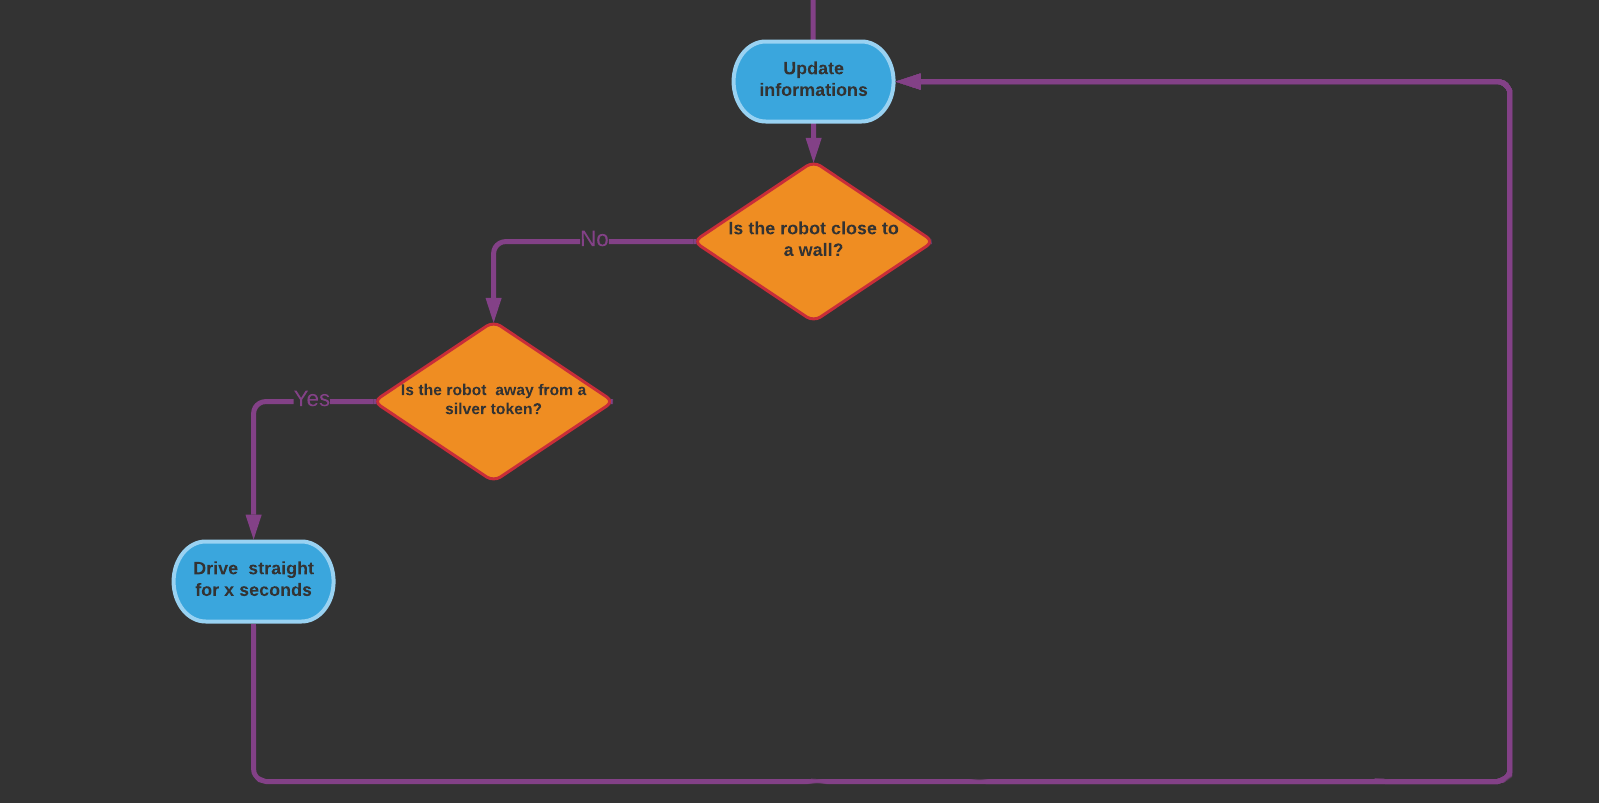 Update
informations
Is the robot close to
a wall?
No
Is the robot  away from a
silver token?
Yes
Drive  straight
for x seconds